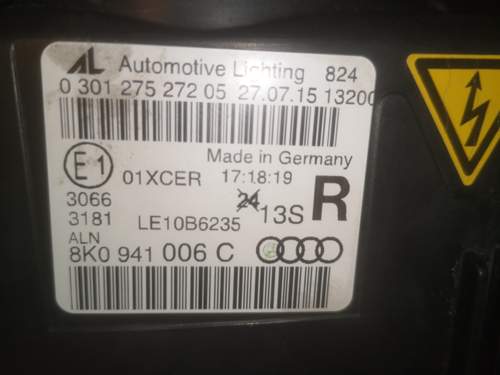 AL Automotive Lighting 824
0 301 275 272 05 27.07.15 13200
E1 01XCER Made in Germany
17:18:19
3066
3181 LE10B6235 24 13S R
ALN
8K0 941 006 C